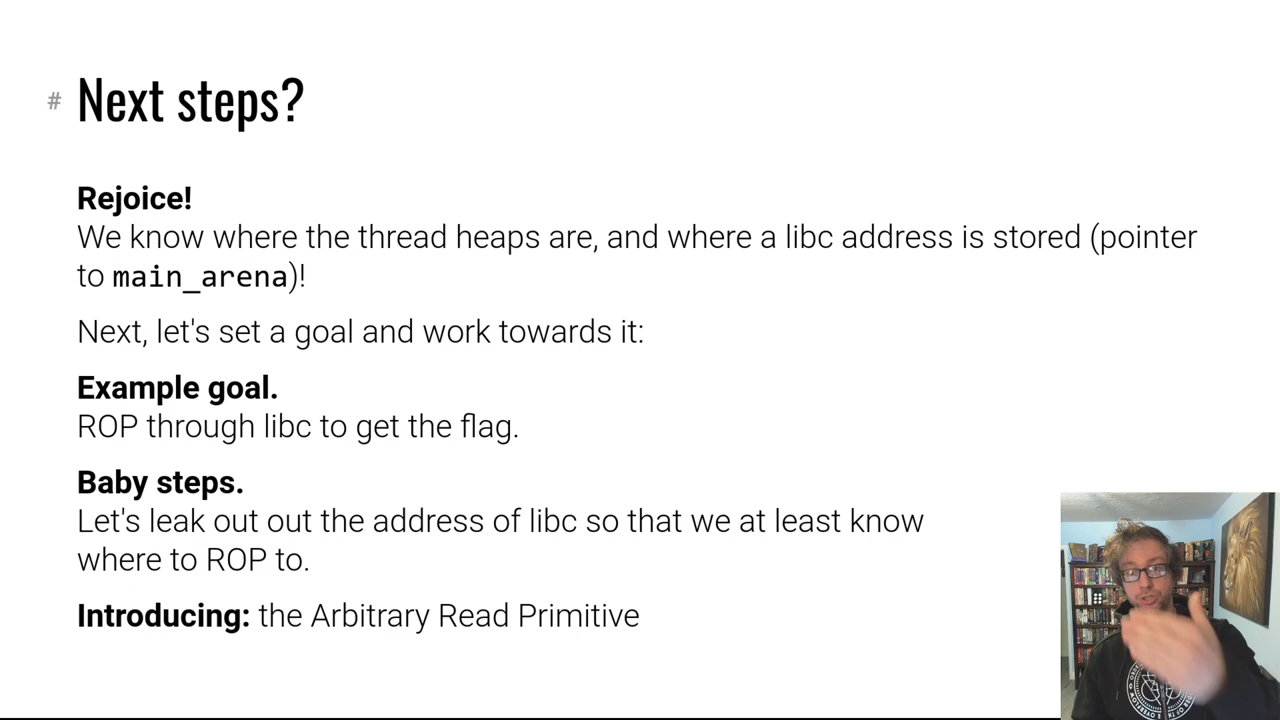 # Next steps?
Rejoice!
We know where the thread heaps are, and where a libc address is stored (pointer
to main_arena)!
Next, let's set a goal and work towards it:
Example goal.
ROP through libc to get the flag.
Baby steps.
Let's leak out out the address of libc so that we at least know
where to ROP to.
Introducing: the Arbitrary Read Primitive